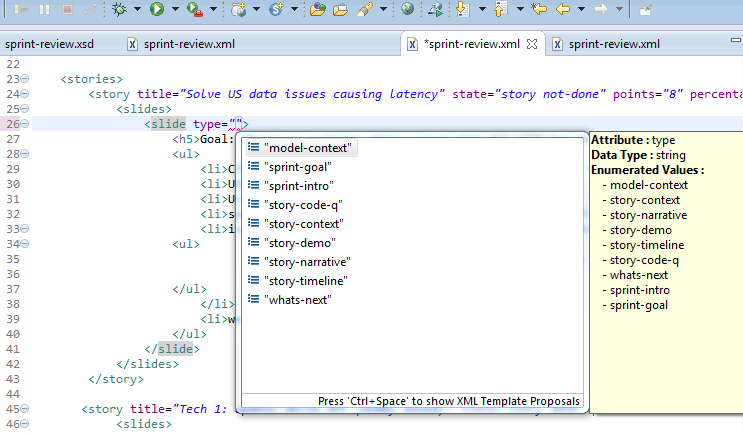 sprint-review.xsd
sprint-review.xml
*sprint-review.xml
sprint-review.xml
22
23 <stories>
24 <story title="Solve US data issues causing latency" state="story not-done" points="8" percenta
25 <slides>
26 <slide type="">
27 <h5>Goal:
28 <ul>
29 <li>C
30 <li>U
31 <li>U
32 <li>s
33 <li>i
34 <ul>
35
36
37 </ul>
38 </li>
39 <li>w
40 </ul>
41 </slide>
42 </slides>
43 </story>
44
45 <story title="Tech 1:
46 <slides>
"model-context"
"sprint-goal"
"sprint-intro"
"story-code-q"
"story-context"
"story-demo"
"story-narrative"
"story-timeline"
"whats-next"
Press 'Ctrl+Space' to show XML Template Proposals
Attribute : type
Data Type : string
Enumerated Values :
- model-context
- story-context
- story-narrative
- story-demo
- story-timeline
- story-code-q
- whats-next
- sprint-intro
- sprint-goal